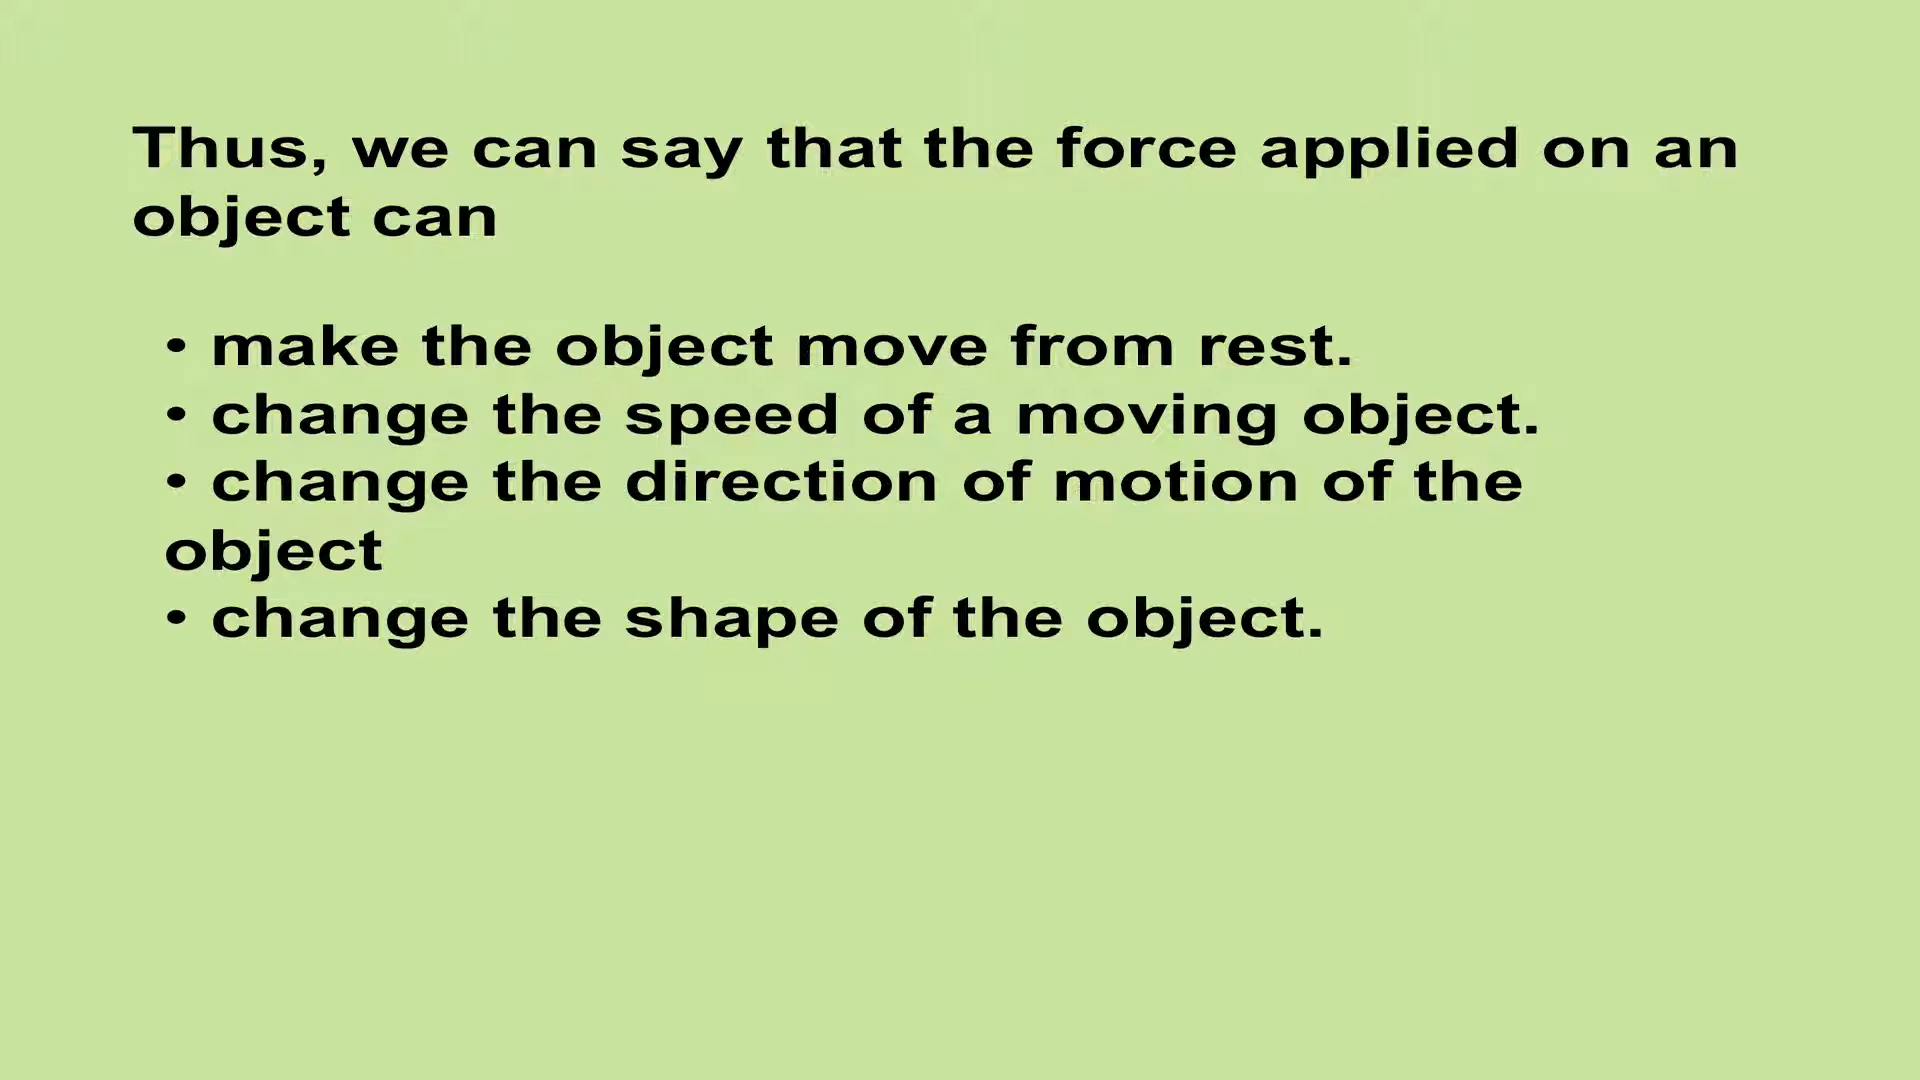 Thus, we can say that the force applied on an
object can
• make the object move from rest.
• change the speed of a moving object.
• change the direction of motion of the
object
• change the shape of the object.